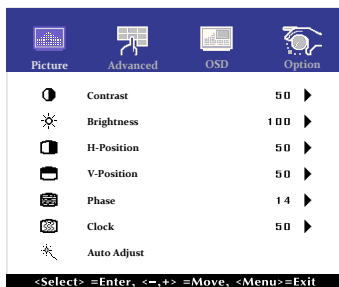 Picture Advanced OSD Option
Contrast 50
Brightness 100
H-Position 50
V-Position 50
Phase 14
Clock 50
Auto Adjust
<Select> =Enter, <–,+> =Move, <Menu>=Exit